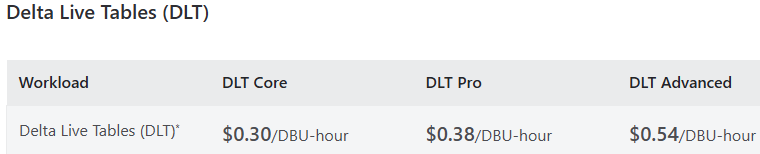 Delta Live Tables (DLT)
Workload DLT Core DLT Pro DLT Advanced
Delta Live Tables (DLT)* $0.30/DBU-hour $0.38/DBU-hour $0.54/DBU-hour